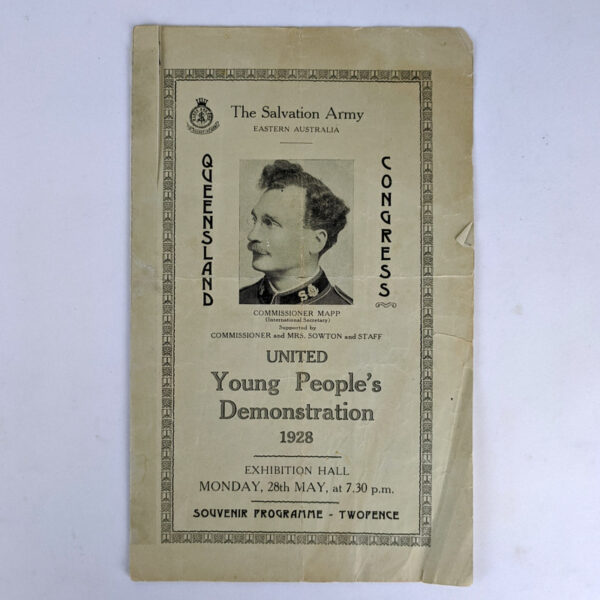 The Salvation Army
EASTERN AUSTRALIA
QUEENSLAND
CONGRESS
COMMISSIONER MAPP
(International Secretary)
Supported by
COMMISSIONER and MRS. SOWTON and STAFF
UNITED
Young People's
Demonstration
1928
EXHIBITION HALL
MONDAY, 28th MAY, at 7.30 p.m.
SOUVENIR PROGRAMME - TWOPENCE